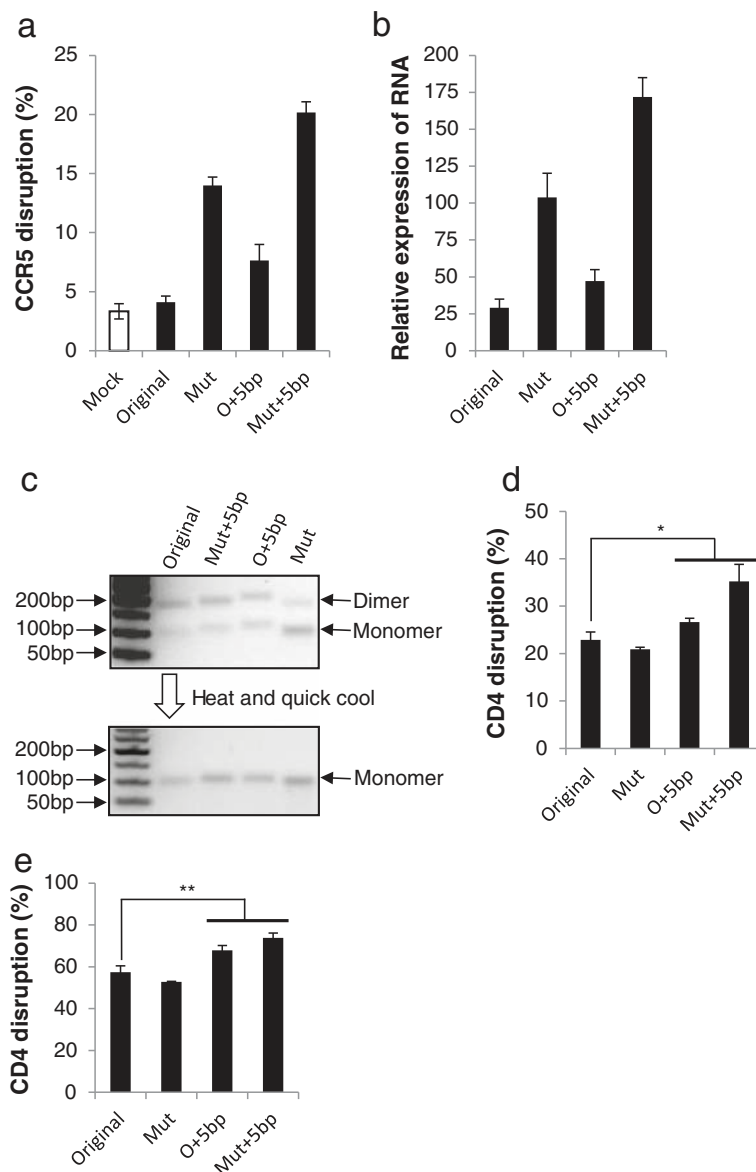 a
CCR5 disruption (%)
25
20
15
10
5
0
Mock
Original
Mut
O+5bp
Mut+5bp
b
Relative expression of RNA
200
175
150
125
100
75
50
25
0
Original
Mut
O+5bp
Mut+5bp
c
Original
Mut+5bp
O+5bp
Mut
200bp
100bp
50bp
Dimer
Monomer
Heat and quick cool
200bp
100bp
50bp
Monomer
d
CD4 disruption (%)
50
40
30
20
10
0
*
Original
Mut
O+5bp
Mut+5bp
e
CD4 disruption (%)
100
80
60
40
20
0
**
Original
Mut
O+5bp
Mut+5bp